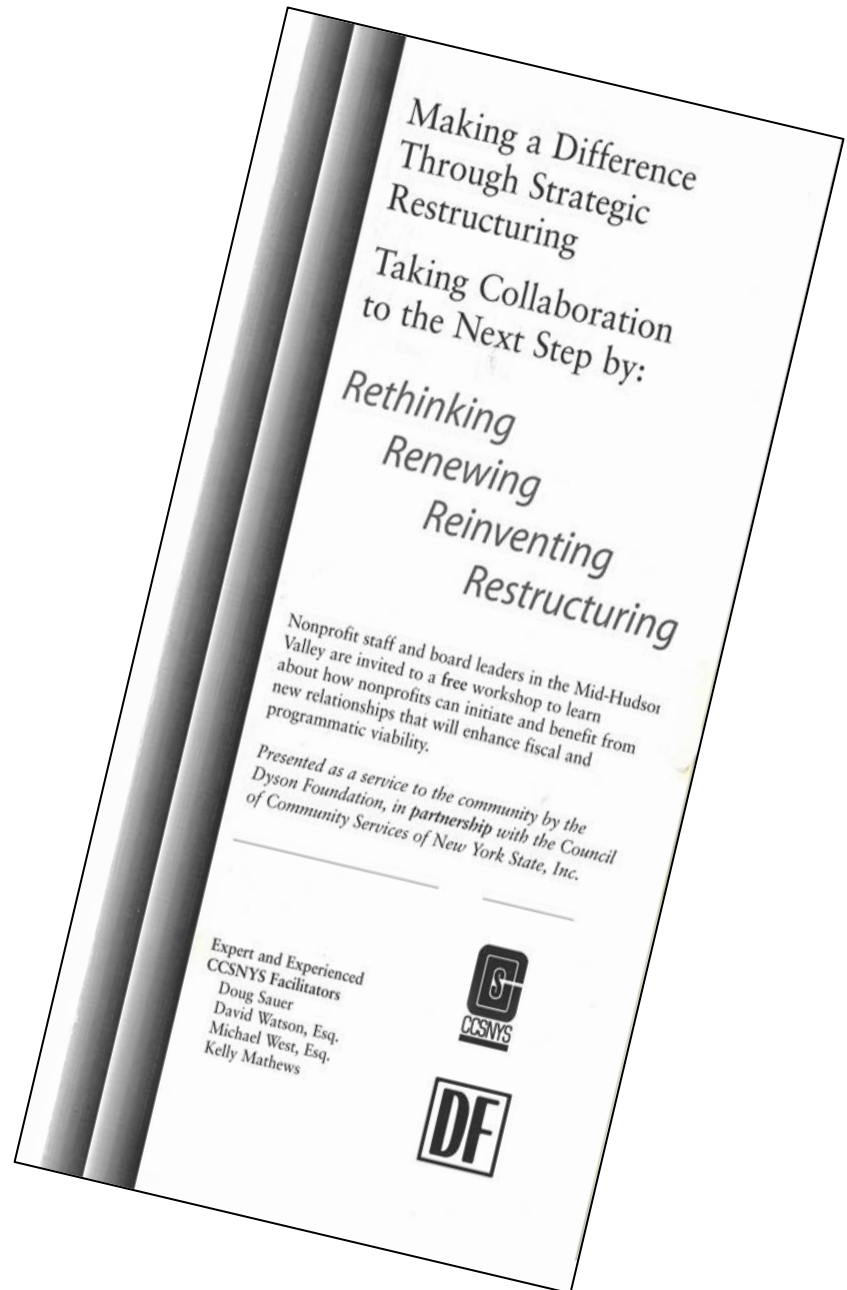 Making a Difference
Through Strategic
Restructuring
Taking Collaboration
to the Next Step by:
Rethinking
Renewing
Reinventing
Restructuring
Nonprofit staff and board leaders in the Mid-Hudson
Valley are invited to a free workshop to learn
about how nonprofits can initiate and benefit from
new relationships that will enhance fiscal and
programmatic viability.
Presented as a service to the community by the
Dyson Foundation, in partnership with the Council
of Community Services of New York State, Inc.
Expert and Experienced
CCSNYS Facilitators
Doug Sauer
David Watson, Esq.
Michael West, Esq.
Kelly Mathews
CCSNYS
DF